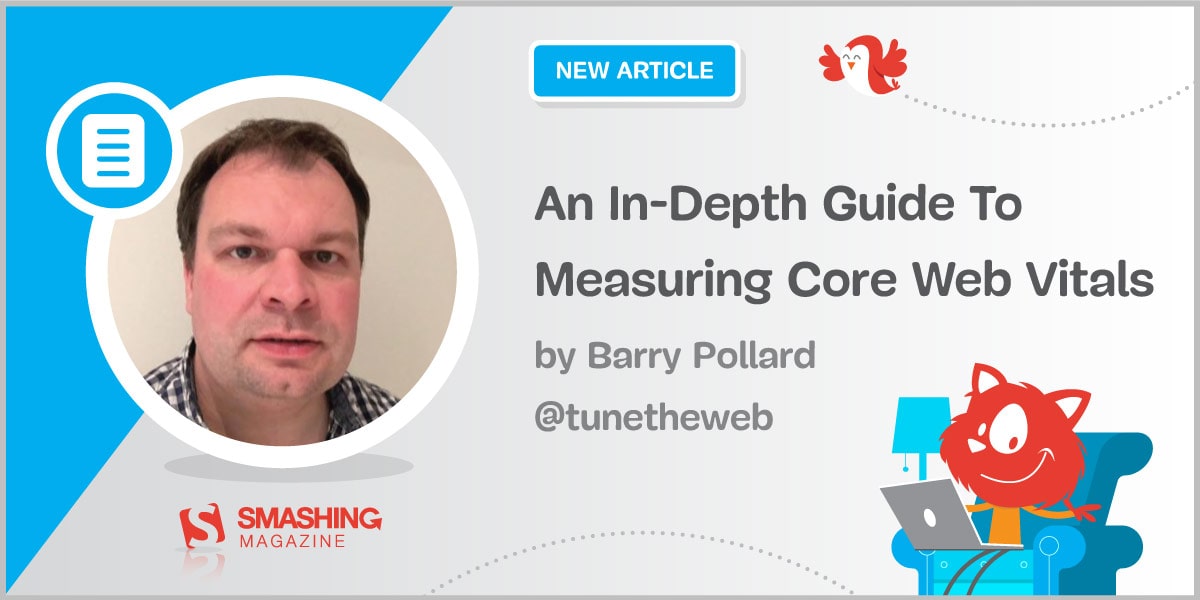 NEW ARTICLE
An In-Depth Guide To
Measuring Core Web Vitals
by Barry Pollard
@tunetheweb
SMASHING
MAGAZINE